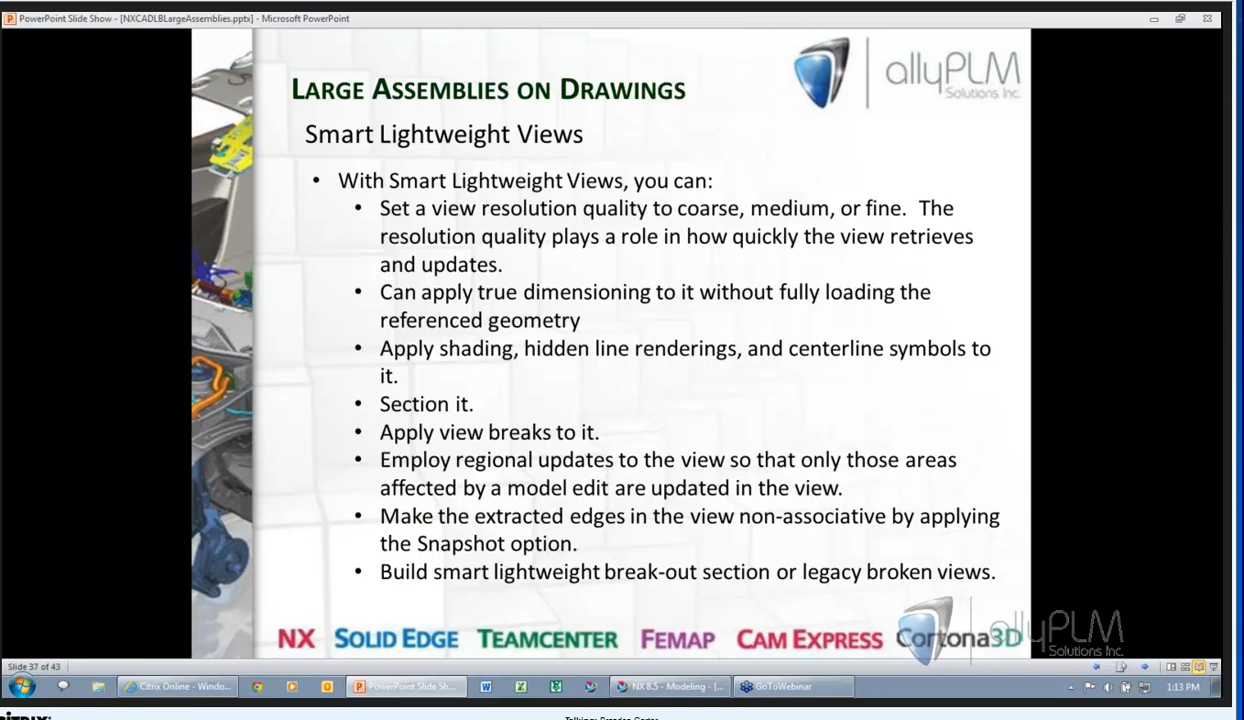 PowerPoint Slide Show - [NXCADLBLargeAssemblies.pptx] - Microsoft PowerPoint
allyPLM
Solutions Inc.
LARGE ASSEMBLIES ON DRAWINGS
Smart Lightweight Views
• With Smart Lightweight Views, you can:
• Set a view resolution quality to coarse, medium, or fine. The
resolution quality plays a role in how quickly the view retrieves
and updates.
• Can apply true dimensioning to it without fully loading the
referenced geometry
• Apply shading, hidden line renderings, and centerline symbols to
it.
• Section it.
• Apply view breaks to it.
• Employ regional updates to the view so that only those areas
affected by a model edit are updated in the view.
• Make the extracted edges in the view non-associative by applying
the Snapshot option.
• Build smart lightweight break-out section or legacy broken views.
NX SOLID EDGE TEAMCENTER FEMAP CAM EXPRESS Cortona3D
allyPLM
Solutions Inc.
Slide 37 of 43
Citrix Online - Windo... PowerPoint Slide Sh... NX 8.5 - Modeling - [... GoToWebinar 1:13 PM